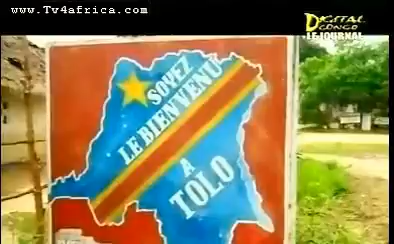 www.Tv4africa.com
DIGITAL
CONGO
LE JOURNAL
SOYEZ
LE BIENVENU
A
TOLO